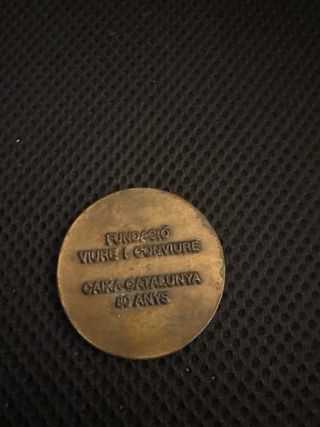 FUNDACIÓ
VIURE I CONVIURE
CAIXA CATALUNYA
80 ANYS